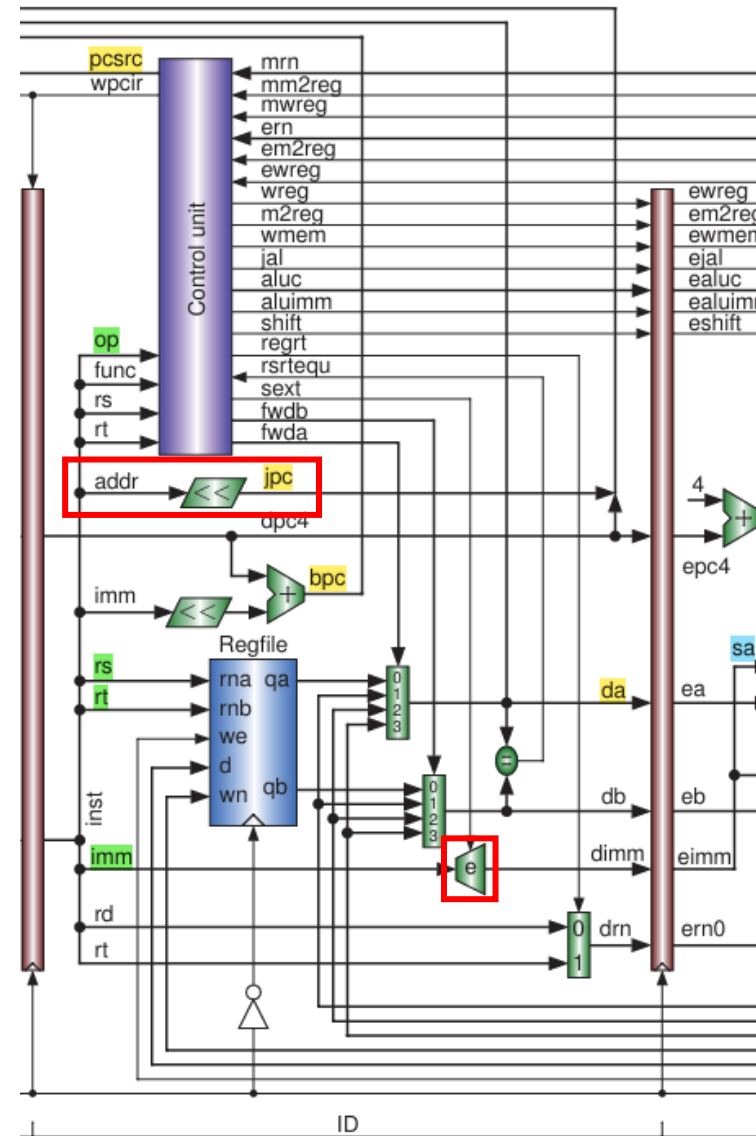 pcsrc
wpcir
Control unit
mrn
mm2reg
mwreg
ern
em2reg
ewreg
wreg
m2reg
wmem
jal
aluc
aluimm
shift
regrt
rsrtequ
sext
fwdb
fwda
ewreg
em2reg
ewmem
ejal
ealuc
ealuimm
eshift
op
func
rs
rt
addr
<<
jpc
dpc4
4
+
epc4
imm
<<
+
bpc
Regfile
rs
rt
rna qa
rnb
we
d
wn qb
0
1
2
3
0
1
2
3
=
da
ea
sa
db
eb
inst
imm
e
dimm
eimm
rd
rt
0
1
drn
ern0
ID